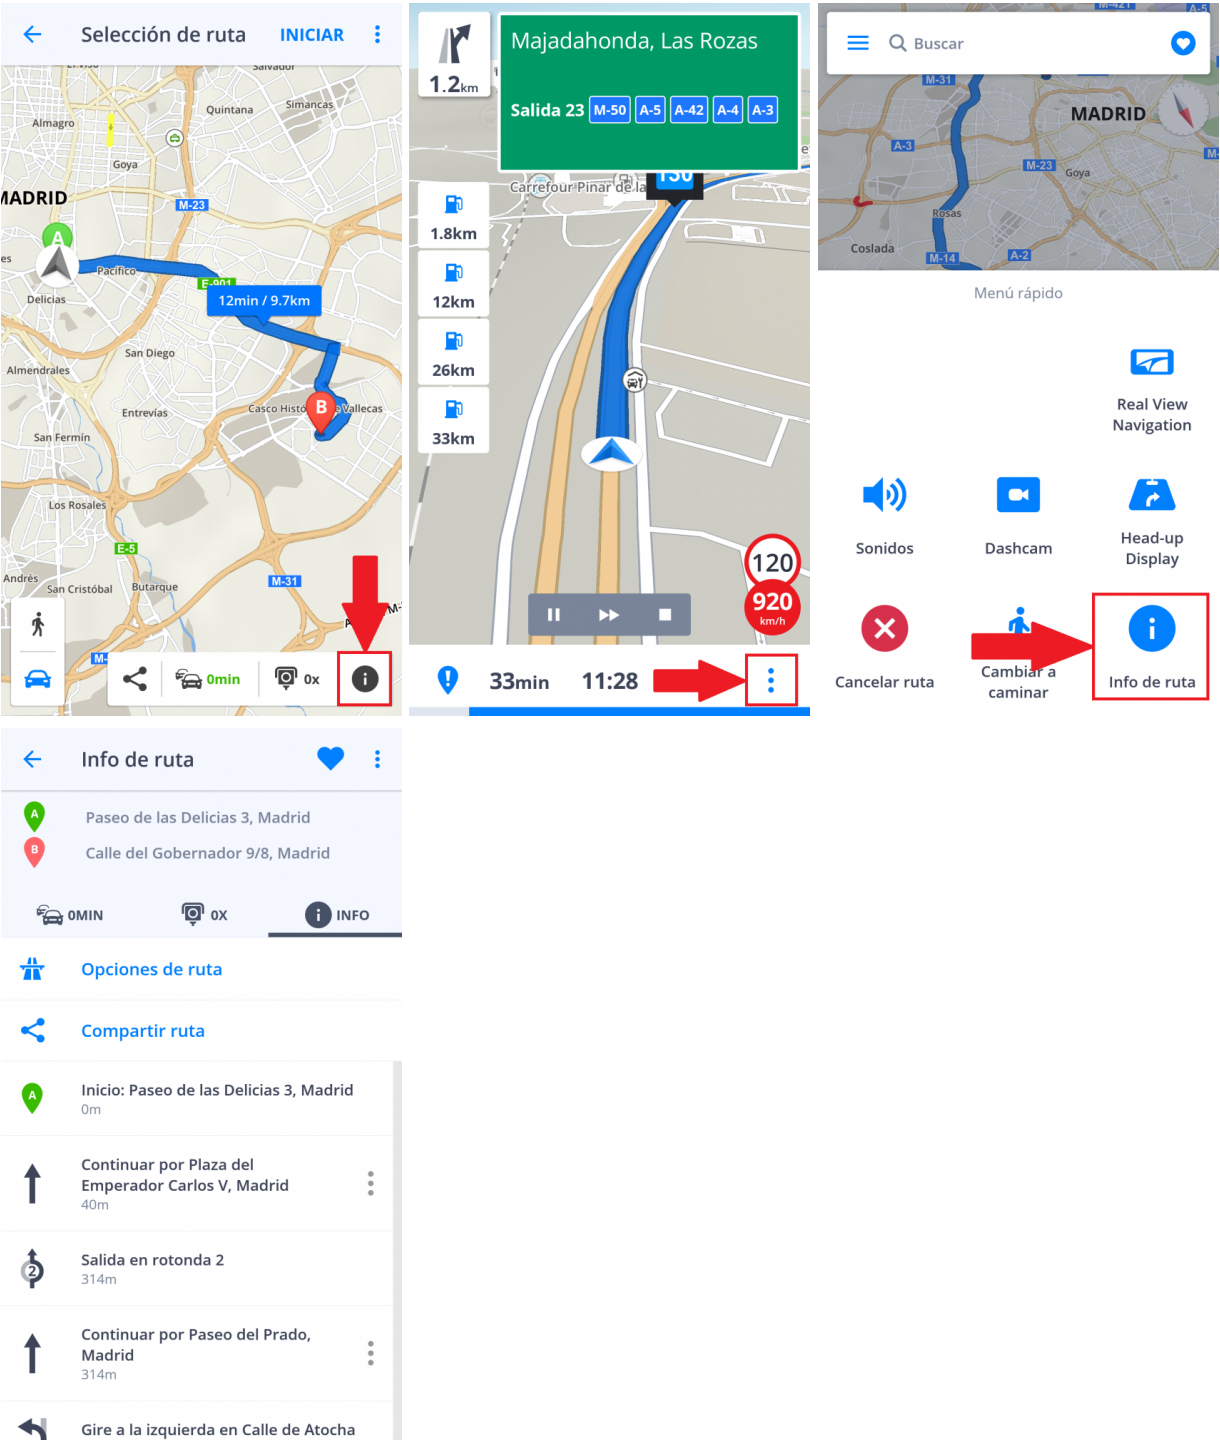 Selección de ruta INICIAR
Salvador
Quintana
Simancas
Almagro
Goya
MADRID
M-23
A
Pacífico
E-901
Delicias
12min / 9.7km
San Diego
Almendrales
B
Entrevías
Casco Histó
e Vallecas
San Fermín
Los Rosales
E-5
Andrés
San Cristóbal
Butarque
M-31
M-
0min
0x
i
1.2km
Majadahonda, Las Rozas
Salida 23 M-50 A-5 A-42 A-4 A-3
Carrefour Pinar de la
130
1.8km
12km
26km
33km
120
920
km/h
33min 11:28
M-421
A-5
Buscar
M-31
MADRID
A-3
M-23
Goya
M-
Rosas
Coslada
M-14
A-2
Menú rápido
Real View
Navigation
Sonidos
Dashcam
Head-up
Display
Cancelar ruta
Cambiar a
caminar
i
Info de ruta
Info de ruta
A
Paseo de las Delicias 3, Madrid
B
Calle del Gobernador 9/8, Madrid
0MIN
0X
i INFO
Opciones de ruta
Compartir ruta
A
Inicio: Paseo de las Delicias 3, Madrid
0m
Continuar por Plaza del
Emperador Carlos V, Madrid
40m
2
Salida en rotonda 2
314m
Continuar por Paseo del Prado,
Madrid
314m
Gire a la izquierda en Calle de Atocha